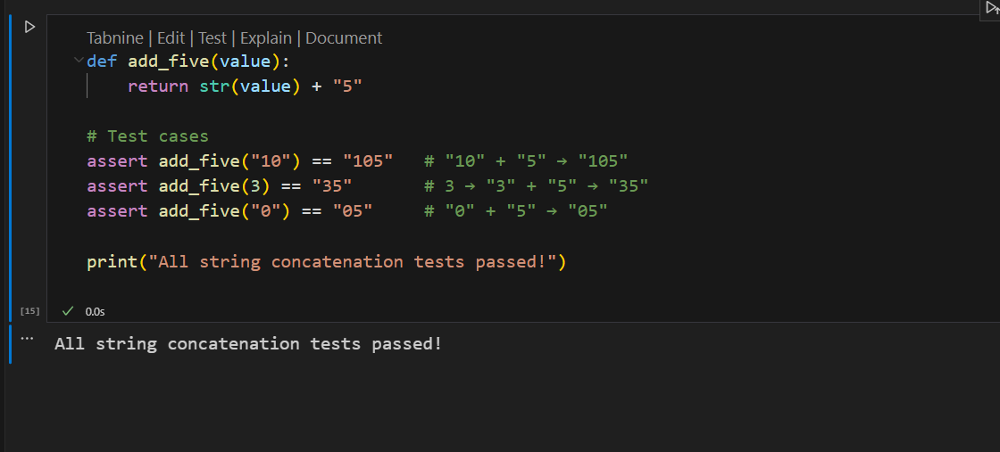 Tabnine | Edit | Test | Explain | Document
def add_five(value):
    return str(value) + "5"
# Test cases
assert add_five("10") == "105"   # "10" + "5" → "105"
assert add_five(3) == "35"       # 3 → "3" + "5" → "35"
assert add_five("0") == "05"     # "0" + "5" → "05"
print("All string concatenation tests passed!")
[15] ✓ 0.0s
... All string concatenation tests passed!